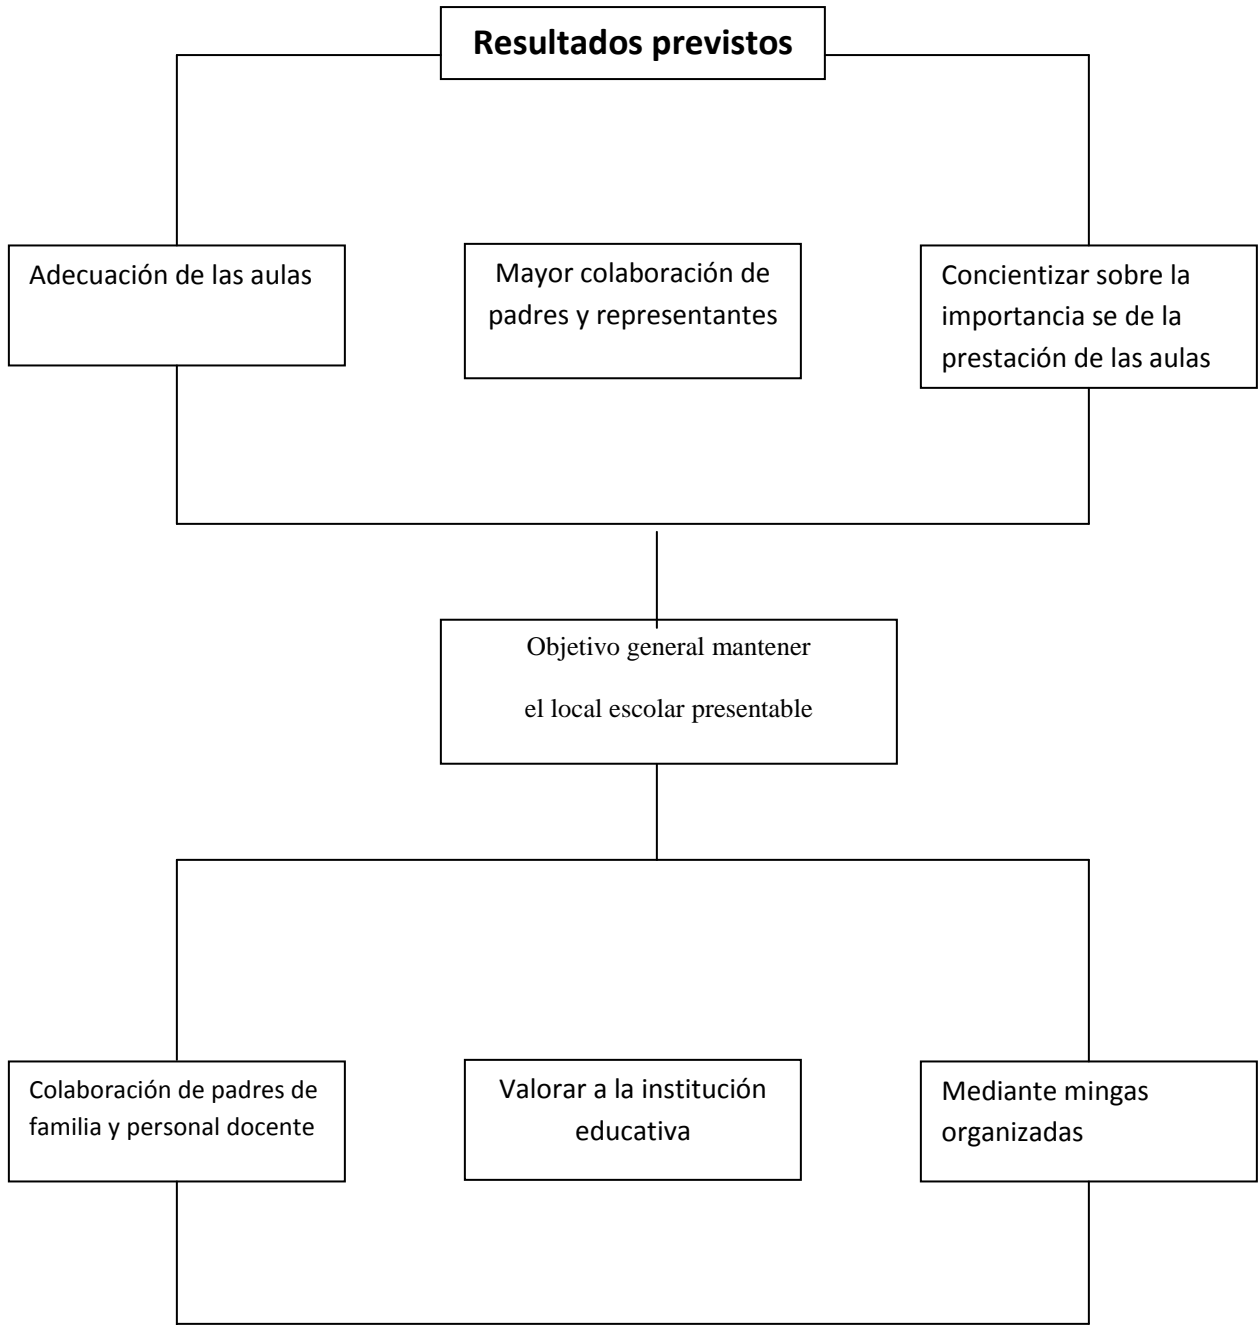 Resultados previstos
Adecuación de las aulas
Mayor colaboración de
padres y representantes
Concientizar sobre la
importancia se de la
prestación de las aulas
Objetivo general mantener
el local escolar presentable
Colaboración de padres de
familia y personal docente
Valorar a la institución
educativa
Mediante mingas
organizadas